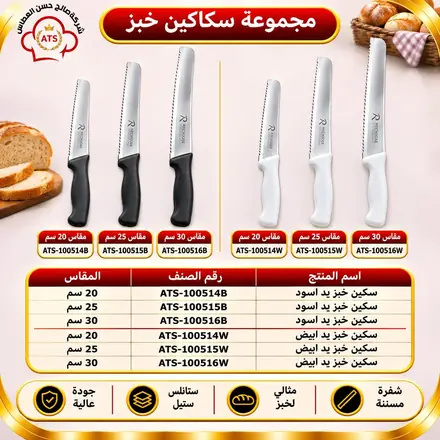 مجموعة سكاكين خبز
شركة صالح حسن العطاس
ATS
مقاس 30 سم
ATS-100516W
مقاس 25 سم
ATS-100515W
مقاس 20 سم
ATS-100514W
مقاس 30 سم
ATS-100516B
مقاس 25 سم
ATS-100515B
مقاس 20 سم
ATS-100514B
اسم المنتج رقم الصنف المقاس
سكين خبز يد اسود ATS-100514B 20 سم
سكين خبز يد اسود ATS-100515B 25 سم
سكين خبز يد اسود ATS-100516B 30 سم
سكين خبز يد ابيض ATS-100514W 20 سم
سكين خبز يد ابيض ATS-100515W 25 سم
سكين خبز يد ابيض ATS-100516W 30 سم
شفرة
مسننة
مثالي
لخبز
ستانلس
ستيل
جودة
عالية